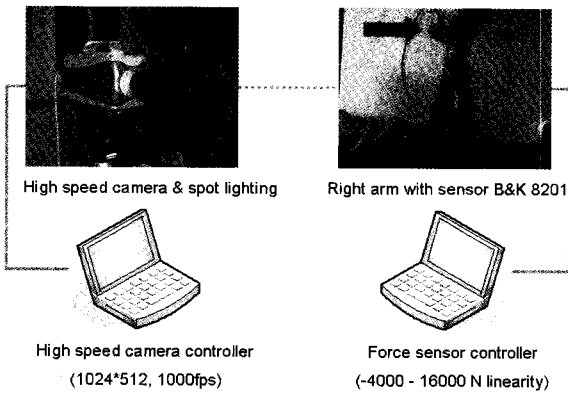 High speed camera & spot lighting
Right arm with sensor B&K 8201
High speed camera controller
(1024*512, 1000fps)
Force sensor controller
(-4000 - 16000 N linearity)